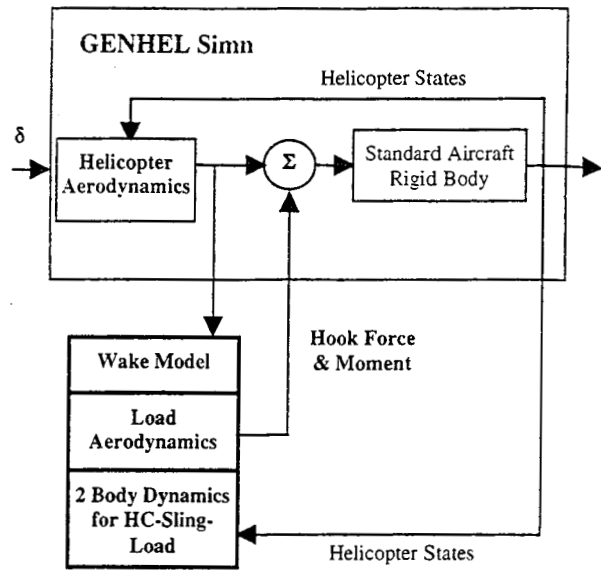 GENHEL Simn
Helicopter States
δ
Helicopter
Aerodynamics
Σ
Standard Aircraft
Rigid Body
Hook Force
& Moment
Wake Model
Load
Aerodynamics
2 Body Dynamics
for HC-Sling-
Load
Helicopter States